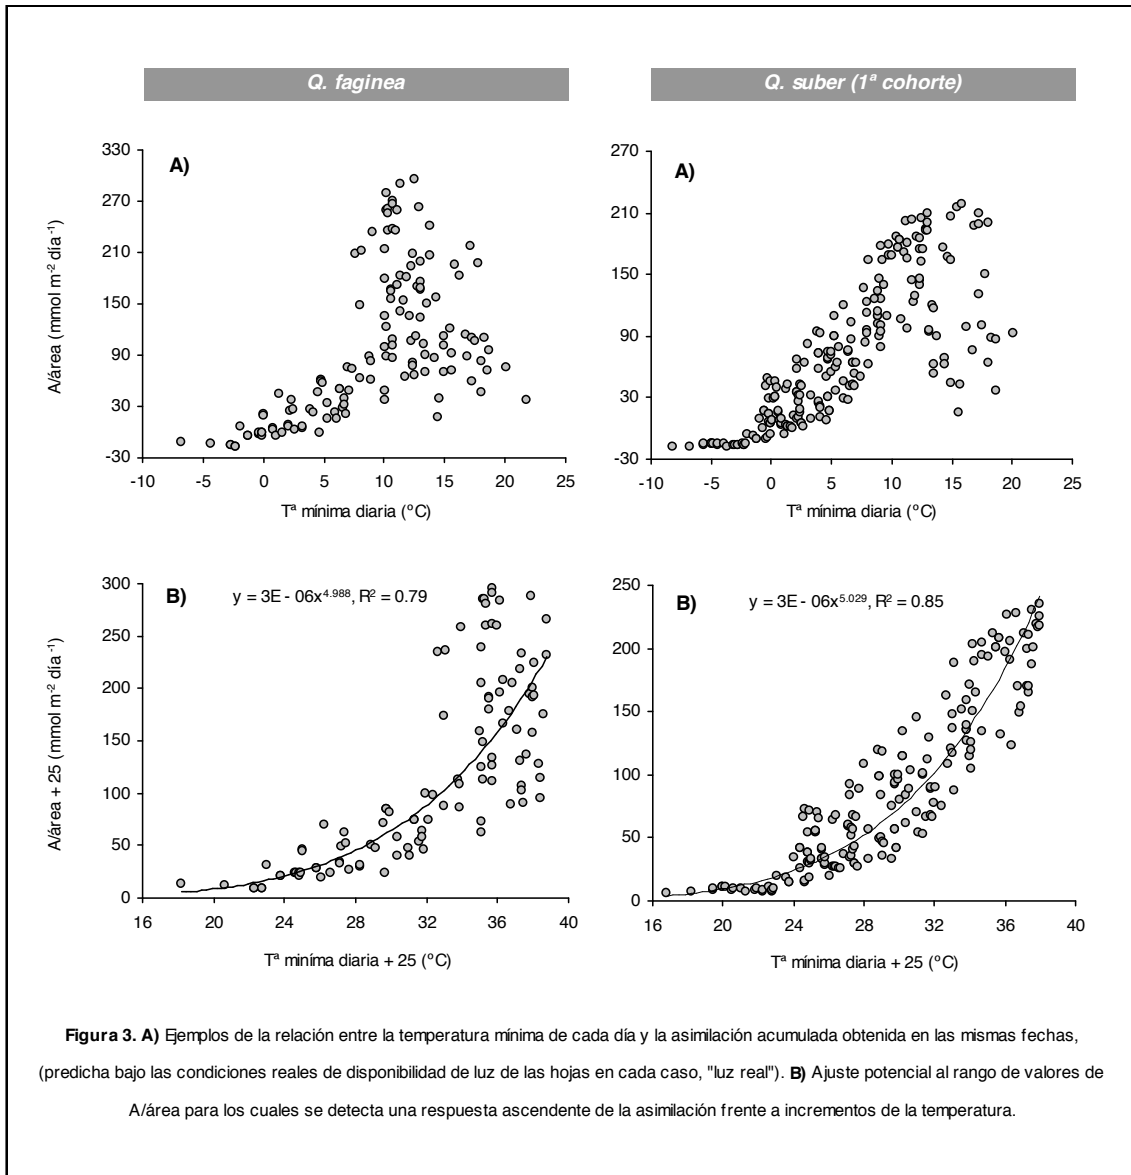 Q. faginea
Q. suber (1ª cohorte)
A)
A/área (mmol m⁻² día⁻¹)
330
270
210
150
90
30
-30
-10 -5 0 5 10 15 20 25
Tª mínima diaria (ºC)
A)
270
210
150
90
30
-30
-10 -5 0 5 10 15 20 25
Tª mínima diaria (ºC)
B) y = 3E - 06x⁴·⁹⁸⁸, R² = 0.79
A/área + 25 (mmol m⁻² día⁻¹)
300
250
200
150
100
50
0
16 20 24 28 32 36 40
Tª miníma diaria + 25 (ºC)
B) y = 3E - 06x⁵·⁰²⁹, R² = 0.85
250
200
150
100
50
0
16 20 24 28 32 36 40
Tª mínima diaria + 25 (ºC)
Figura 3. A) Ejemplos de la relación entre la temperatura mínima de cada día y la asimilación acumulada obtenida en las mismas fechas,
(predicha bajo las condiciones reales de disponibilidad de luz de las hojas en cada caso, "luz real"). B) Ajuste potencial al rango de valores de
A/área para los cuales se detecta una respuesta ascendente de la asimilación frente a incrementos de la temperatura.